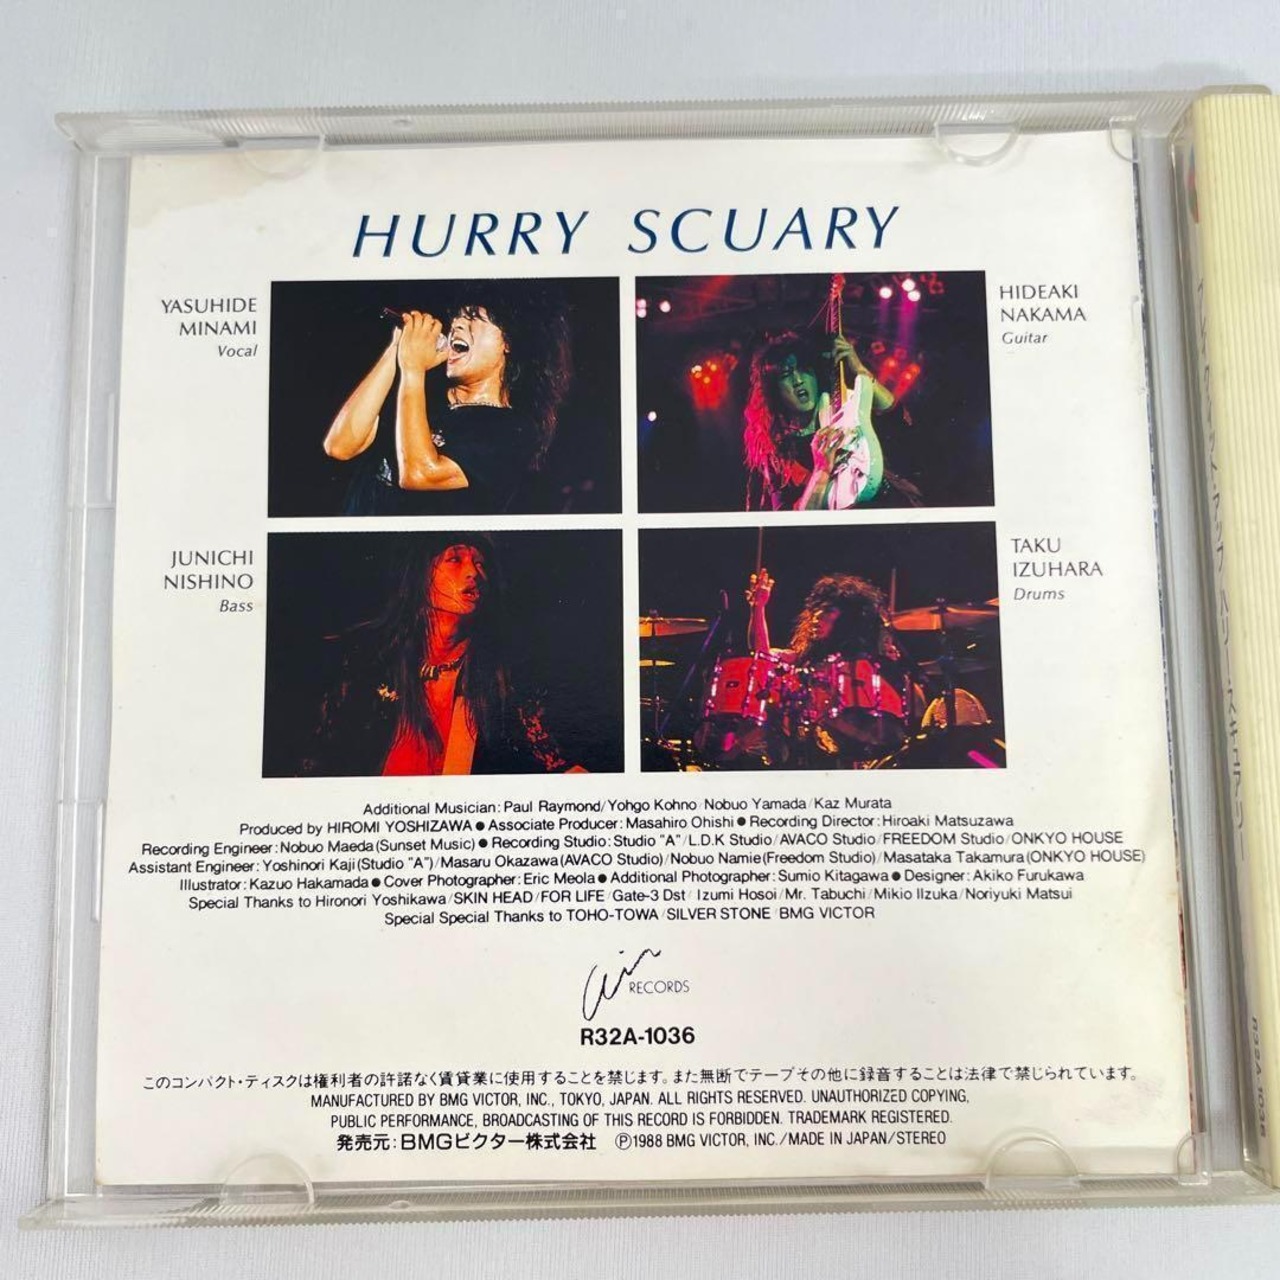 HURRY SCUARY
YASUHIDE
MINAMI
Vocal
HIDEAKI
NAKAMA
Guitar
JUNICHI
NISHINO
Bass
TAKU
IZUHARA
Drums
Additional Musician: Paul Raymond/Yohgo Kohno/Nobuo Yamada/Kaz Murata
Produced by HIROMI YOSHIZAWA●Associate Producer: Masahiro Ohishi●Recording Director: Hiroaki Matsuzawa
Recording Engineer: Nobuo Maeda (Sunset Music)●Recording Studio: Studio "A"/L.D.K Studio/AVACO Studio/FREEDOM Studio/ONKYO HOUSE
Assistant Engineer: Yoshinori Kaji (Studio "A")/Masaru Okazawa (AVACO Studio)/Nobuo Namie (Freedom Studio)/Masataka Takamura (ONKYO HOUSE)
Illustrator: Kazuo Hakamada●Cover Photographer: Eric Meola●Additional Photographer: Sumio Kitagawa●Designer: Akiko Furukawa
Special Thanks to Hironori Yoshikawa/SKIN HEAD/FOR LIFE/Gate-3 Dst/Izumi Hosoi/Mr. Tabuchi/Mikio IIzuka/Noriyuki Matsui
Special Special Thanks to TOHO-TOWA/SILVER STONE/BMG VICTOR
air RECORDS
R32A-1036
このコンパクト・ディスクは権利者の許諾なく賃貸業に使用することを禁じます。また無断でテープその他に録音することは法律で禁じられています。
MANUFACTURED BY BMG VICTOR, INC., TOKYO, JAPAN. ALL RIGHTS RESERVED. UNAUTHORIZED COPYING,
PUBLIC PERFORMANCE, BROADCASTING OF THIS RECORD IS FORBIDDEN. TRADEMARK REGISTERED.
発売元：BMGビクター株式会社 Ⓟ1988 BMG VICTOR, INC./MADE IN JAPAN/STEREO
R32A-1036